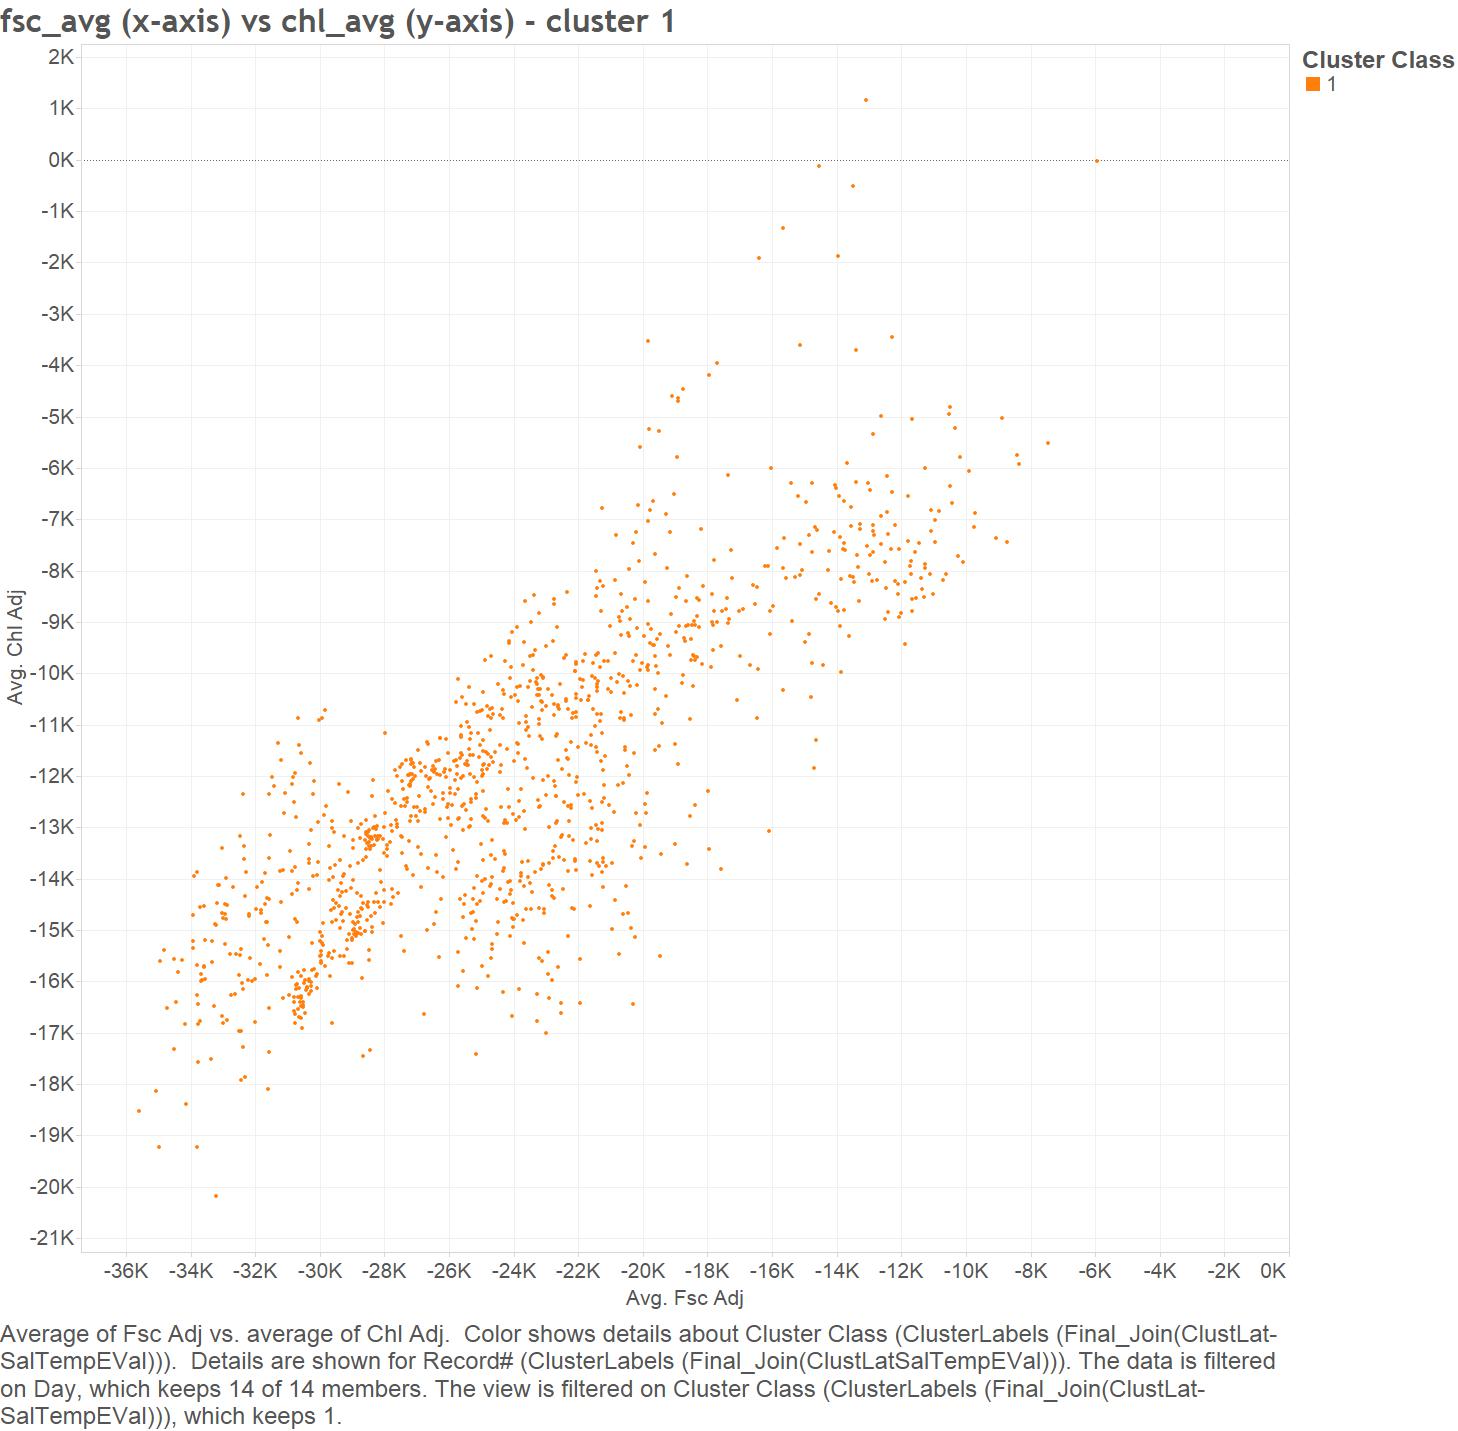 fsc_avg (x-axis) vs chl_avg (y-axis) - cluster 1
Cluster Class
1
2K
1K
0K
-1K
-2K
-3K
-4K
-5K
-6K
-7K
-8K
-9K
-10K
-11K
-12K
-13K
-14K
-15K
-16K
-17K
-18K
-19K
-20K
-21K
Avg. Chl Adj
-36K -34K -32K -30K -28K -26K -24K -22K -20K -18K -16K -14K -12K -10K -8K -6K -4K -2K 0K
Avg. Fsc Adj
Average of Fsc Adj vs. average of Chl Adj.  Color shows details about Cluster Class (ClusterLabels (Final_Join(ClustLat-
SalTempEVal))).  Details are shown for Record# (ClusterLabels (Final_Join(ClustLatSalTempEVal))). The data is filtered
on Day, which keeps 14 of 14 members. The view is filtered on Cluster Class (ClusterLabels (Final_Join(ClustLat-
SalTempEVal))), which keeps 1.